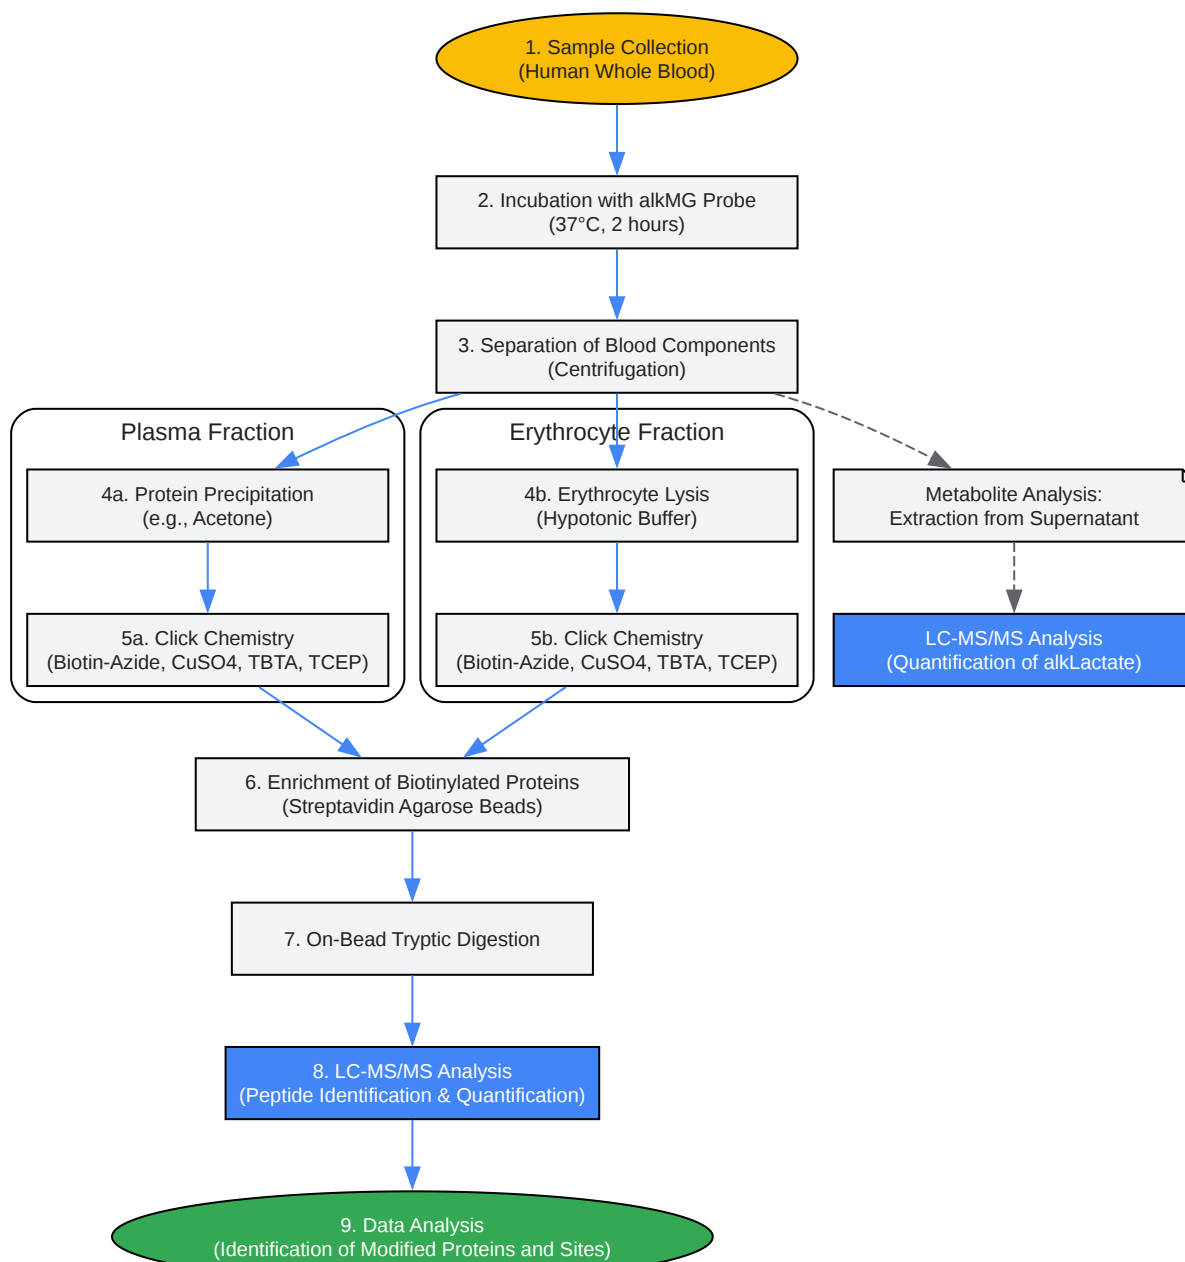 1. Sample Collection
(Human Whole Blood)
2. Incubation with alkMG Probe
(37°C, 2 hours)
3. Separation of Blood Components
(Centrifugation)
Plasma Fraction
4a. Protein Precipitation
(e.g., Acetone)
5a. Click Chemistry
(Biotin-Azide, CuSO4, TBTA, TCEP)
Erythrocyte Fraction
4b. Erythrocyte Lysis
(Hypotonic Buffer)
5b. Click Chemistry
(Biotin-Azide, CuSO4, TBTA, TCEP)
Metabolite Analysis:
Extraction from Supernatant
LC-MS/MS Analysis
(Quantification of alkLactate)
6. Enrichment of Biotinylated Proteins
(Streptavidin Agarose Beads)
7. On-Bead Tryptic Digestion
8. LC-MS/MS Analysis
(Peptide Identification & Quantification)
9. Data Analysis
(Identification of Modified Proteins and Sites)